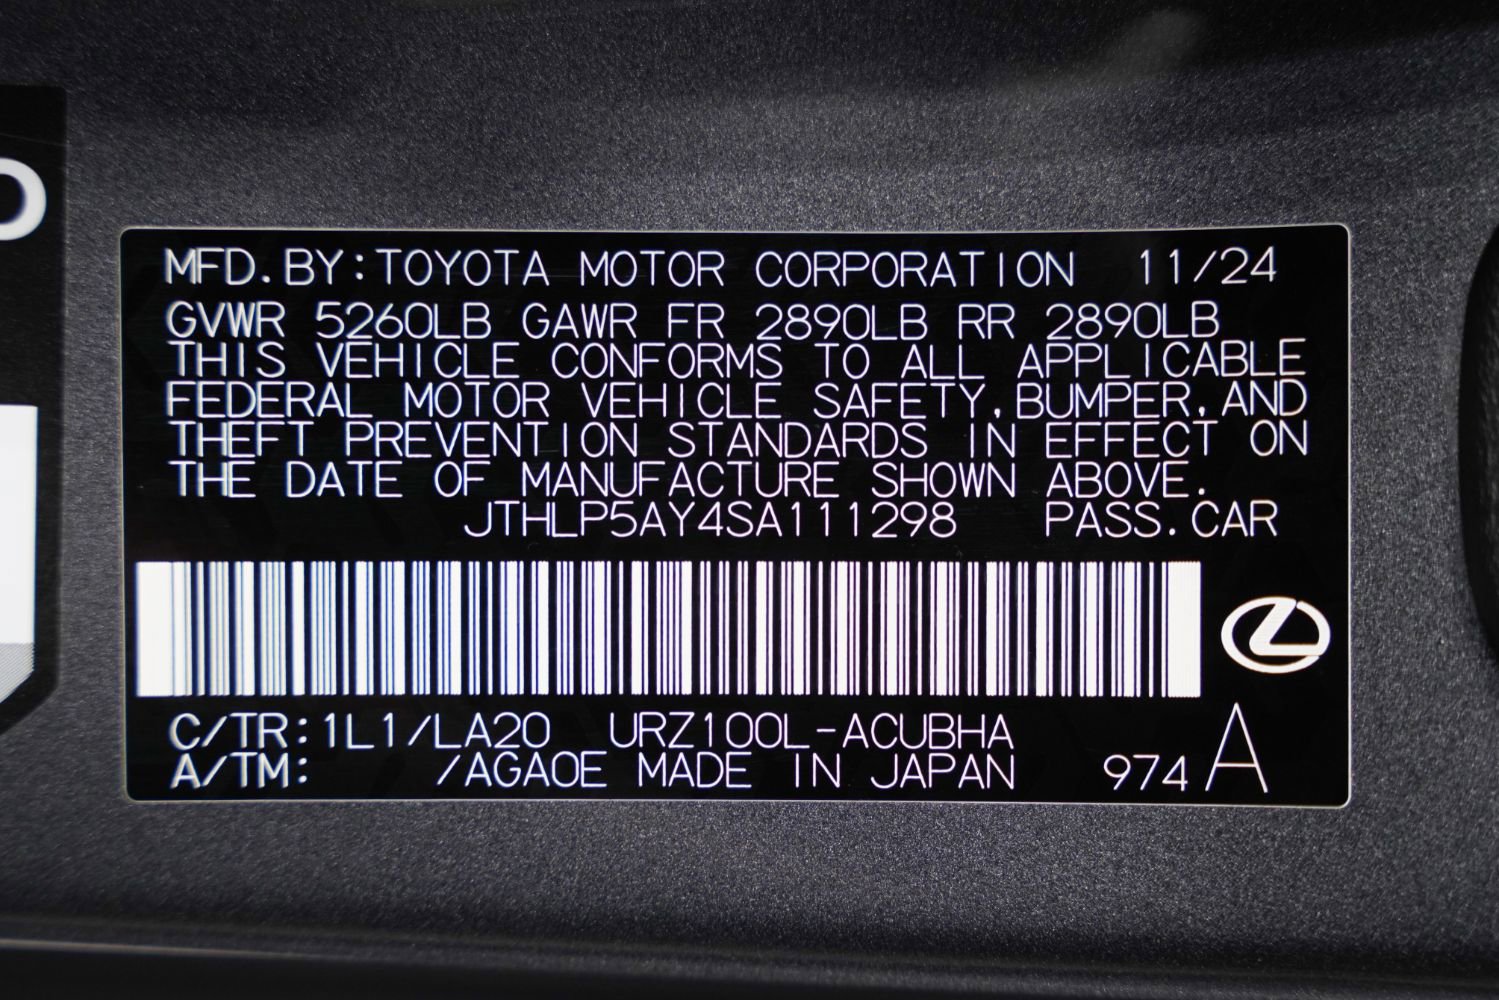 MFD. BY: TOYOTA MOTOR CORPORATION 11/24
GVWR 5260LB GAWR FR 2890LB RR 2890LB
THIS VEHICLE CONFORMS TO ALL APPLICABLE
FEDERAL MOTOR VEHICLE SAFETY, BUMPER, AND
THEFT PREVENTION STANDARDS IN EFFECT ON
THE DATE OF MANUFACTURE SHOWN ABOVE.
JTHLP5AY4SA111298 PASS. CAR
C/TR: 1L1/LA20 URZ100L-ACUBHA
A/TM: /AGA0E MADE IN JAPAN 974 A